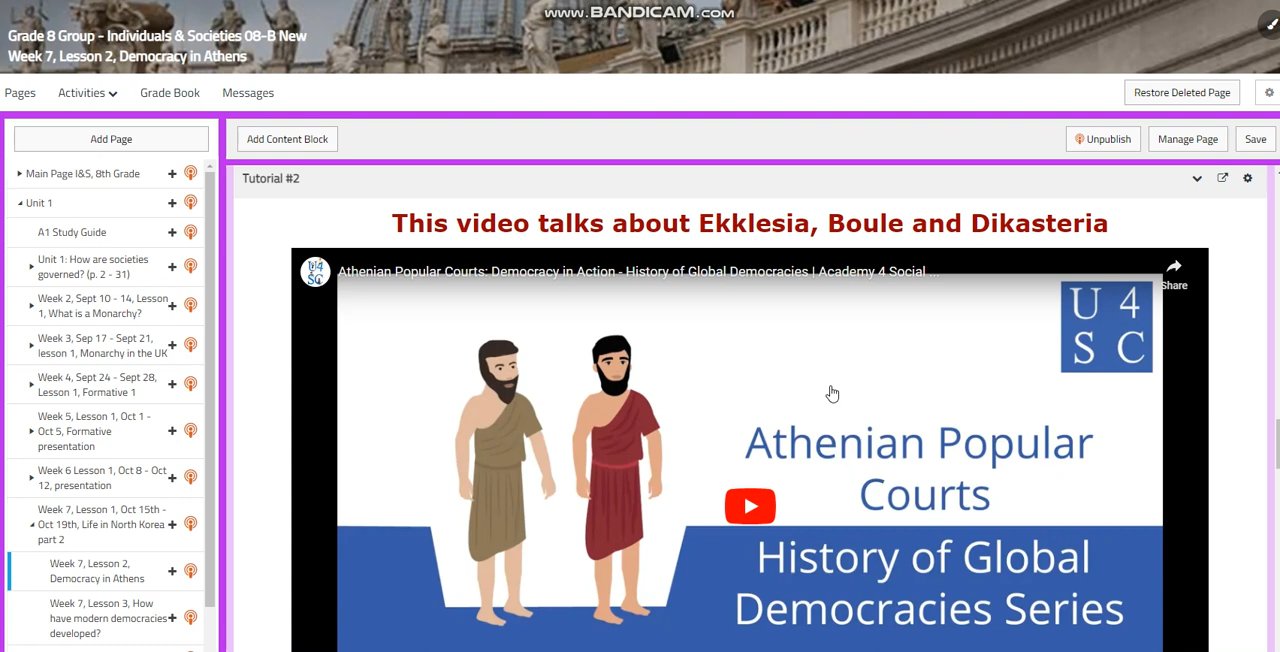 www.BANDICAM.com
Grade 8 Group - Individuals & Societies 08-B New
Week 7, Lesson 2, Democracy in Athens
Pages
Activities
Grade Book
Messages
Restore Deleted Page
Add Page
Add Content Block
Unpublish
Manage Page
Save
Main Page I&S, 8th Grade
Unit 1
A1 Study Guide
Unit 1: How are societies
governed? (p. 2 - 31)
Week 2, Sept 10 - 14, Lesson
1, What is a Monarchy?
Week 3, Sep 17 - Sept 21,
lesson 1, Monarchy in the UK
Week 4, Sept 24 - Sept 28,
Lesson 1, Formative 1
Week 5, Lesson 1, Oct 1 -
Oct 5, Formative
presentation
Week 6 Lesson 1, Oct 8 - Oct
12, presentation
Week 7, Lesson 1, Oct 15th -
Oct 19th, Life in North Korea
part 2
Week 7, Lesson 2,
Democracy in Athens
Week 7, Lesson 3, How
have modern democracies
developed?
Tutorial #2
This video talks about Ekklesia, Boule and Dikasteria
U4
SC
Athenian Popular Courts: Democracy in Action - History of Global Democracies | Academy 4 Social ...
Share
U 4
S C
Athenian Popular
Courts
History of Global
Democracies Series